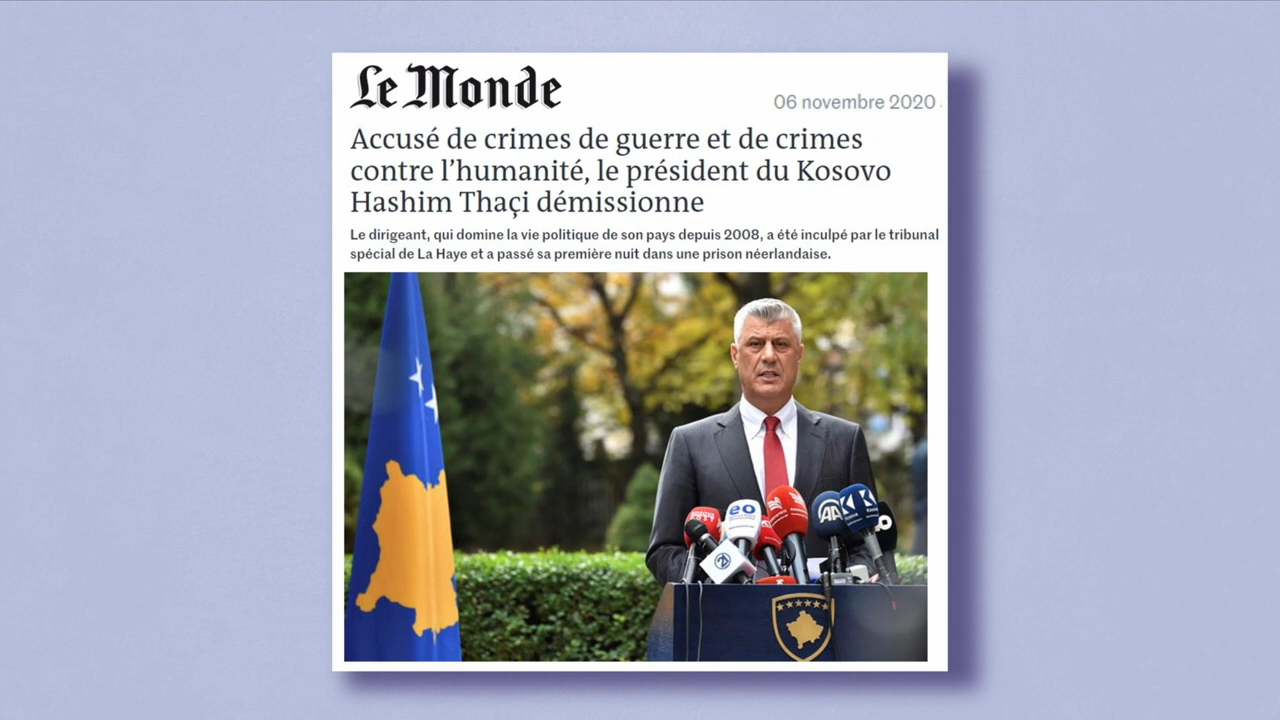 Le Monde
06 novembre 2020
Accusé de crimes de guerre et de crimes
contre l'humanité, le président du Kosovo
Hashim Thaçi démissionne
Le dirigeant, qui domine la vie politique de son pays depuis 2008, a été inculpé par le tribunal
spécial de La Haye et a passé sa première nuit dans une prison néerlandaise.
eo
AA
K
K